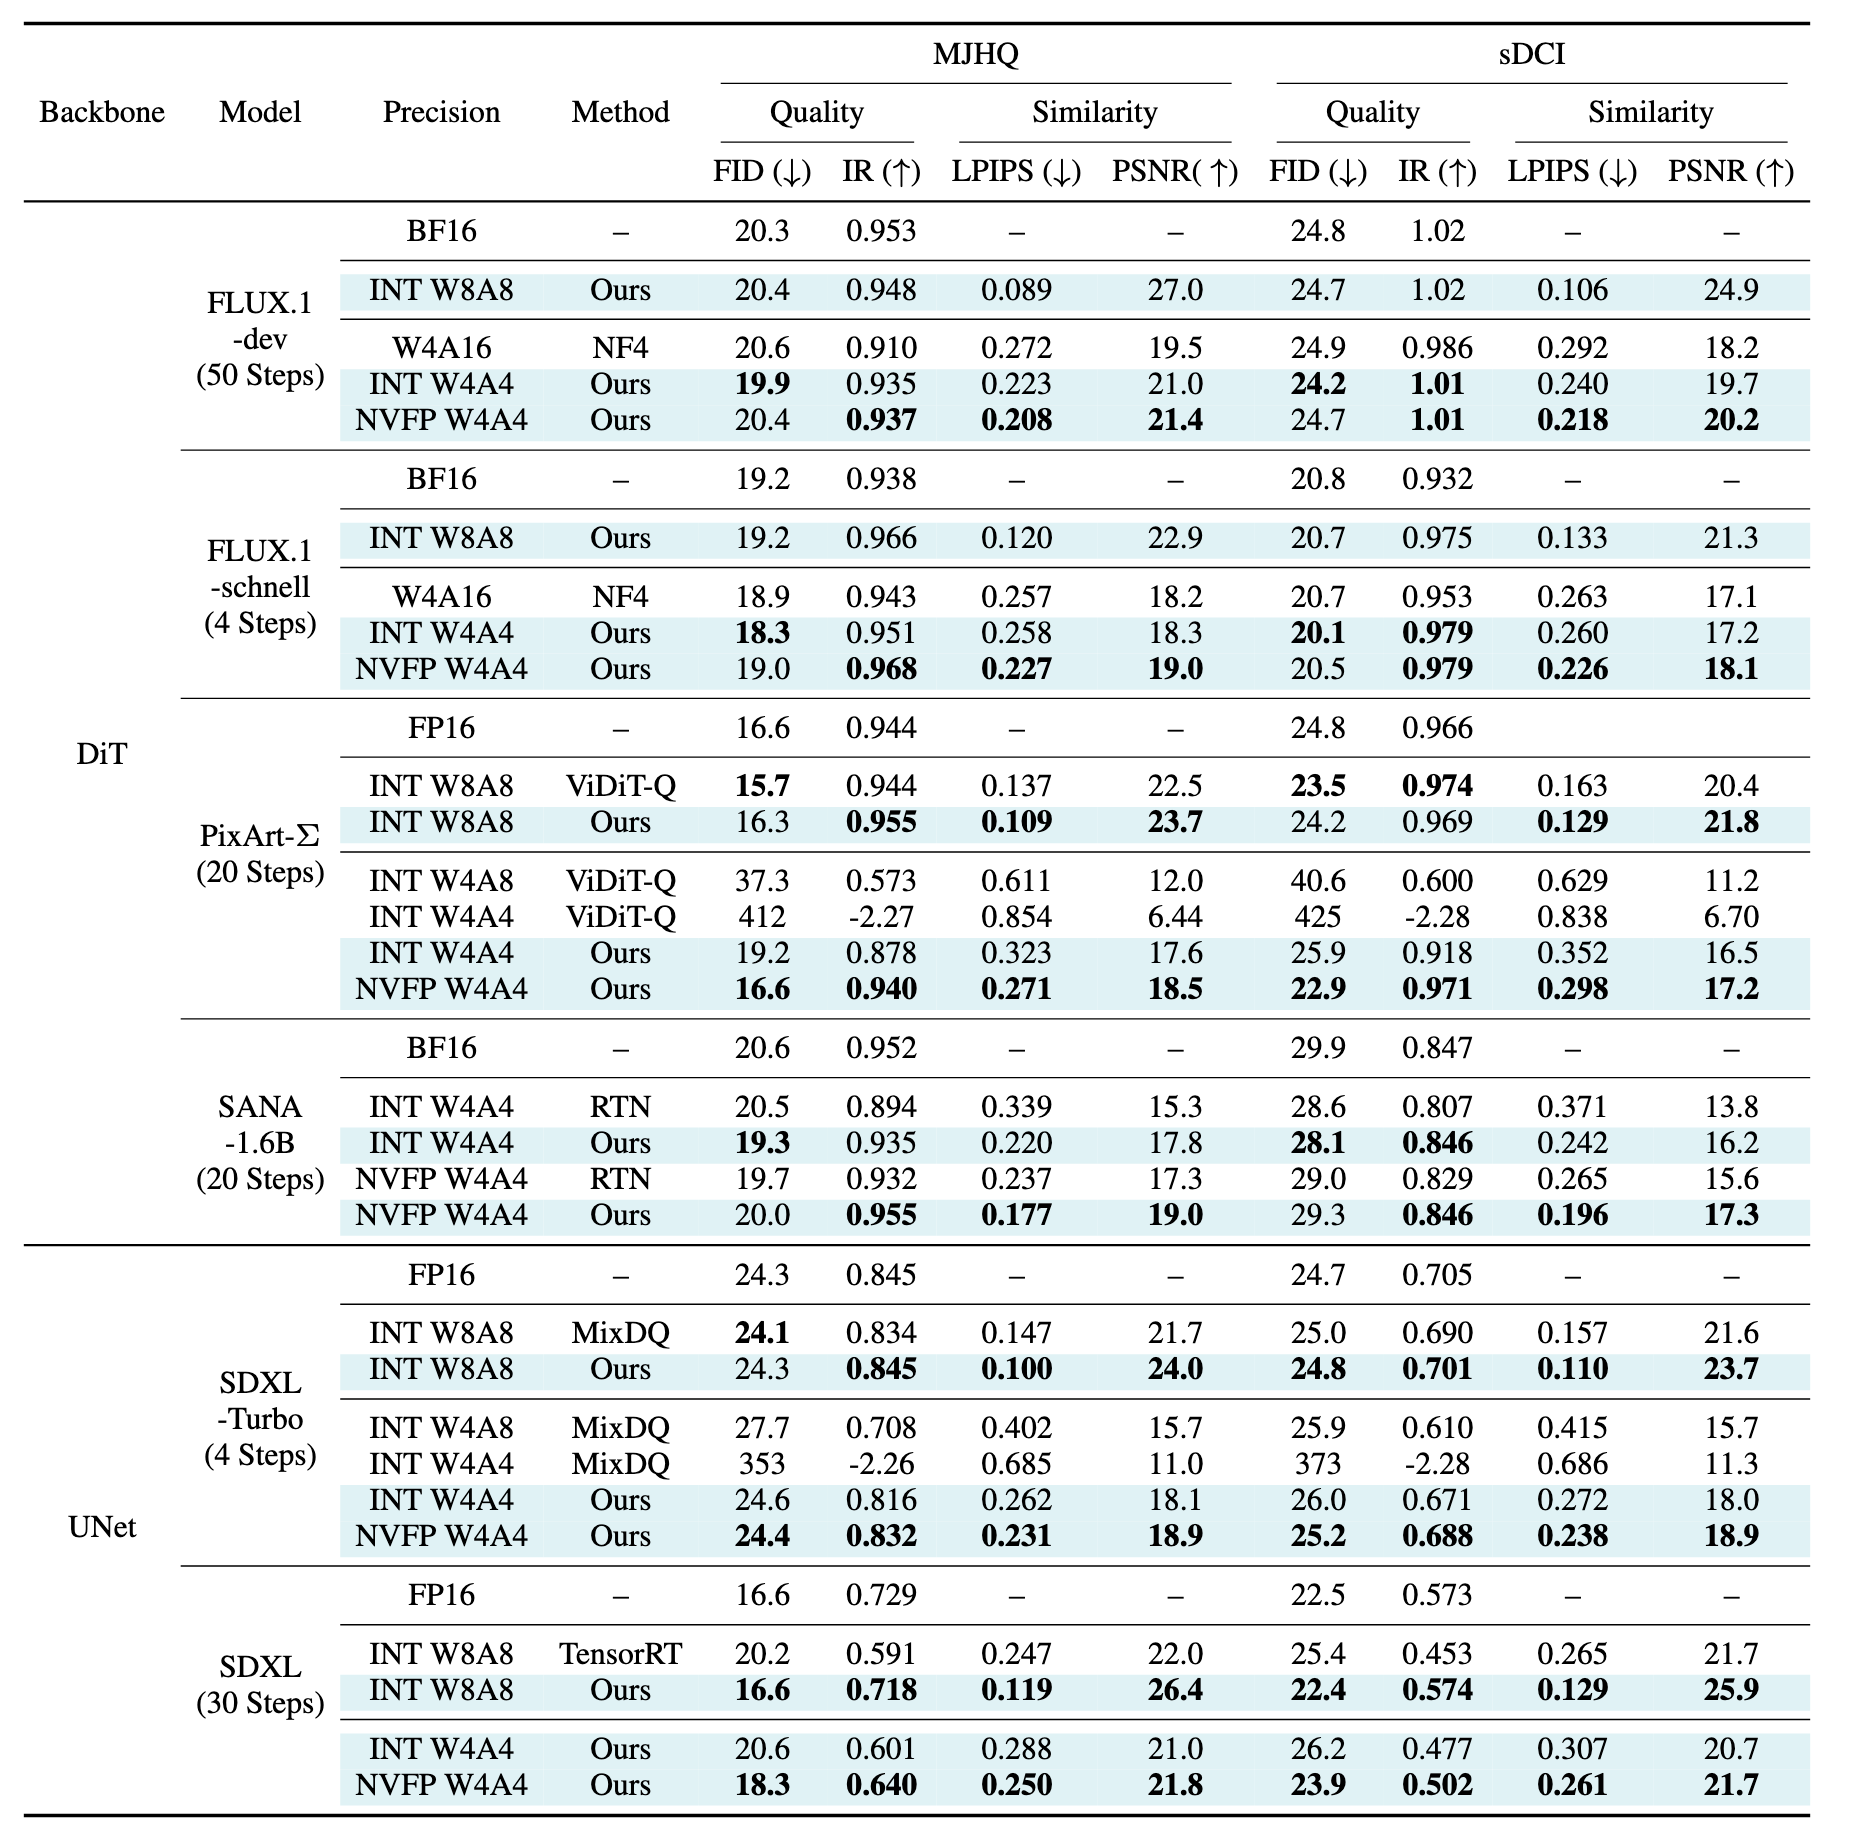 MJHQ sDCI
Backbone Model Precision Method Quality Similarity Quality Similarity
FID (↓) IR (↑) LPIPS (↓) PSNR( ↑) FID (↓) IR (↑) LPIPS (↓) PSNR (↑)
DiT
FLUX.1
-dev
(50 Steps)
BF16 – 20.3 0.953 – – 24.8 1.02 – –
INT W8A8 Ours 20.4 0.948 0.089 27.0 24.7 1.02 0.106 24.9
W4A16 NF4 20.6 0.910 0.272 19.5 24.9 0.986 0.292 18.2
INT W4A4 Ours 19.9 0.935 0.223 21.0 24.2 1.01 0.240 19.7
NVFP W4A4 Ours 20.4 0.937 0.208 21.4 24.7 1.01 0.218 20.2
FLUX.1
-schnell
(4 Steps)
BF16 – 19.2 0.938 – – 20.8 0.932 – –
INT W8A8 Ours 19.2 0.966 0.120 22.9 20.7 0.975 0.133 21.3
W4A16 NF4 18.9 0.943 0.257 18.2 20.7 0.953 0.263 17.1
INT W4A4 Ours 18.3 0.951 0.258 18.3 20.1 0.979 0.260 17.2
NVFP W4A4 Ours 19.0 0.968 0.227 19.0 20.5 0.979 0.226 18.1
PixArt-Σ
(20 Steps)
FP16 – 16.6 0.944 – – 24.8 0.966
INT W8A8 ViDiT-Q 15.7 0.944 0.137 22.5 23.5 0.974 0.163 20.4
INT W8A8 Ours 16.3 0.955 0.109 23.7 24.2 0.969 0.129 21.8
INT W4A8 ViDiT-Q 37.3 0.573 0.611 12.0 40.6 0.600 0.629 11.2
INT W4A4 ViDiT-Q 412 -2.27 0.854 6.44 425 -2.28 0.838 6.70
INT W4A4 Ours 19.2 0.878 0.323 17.6 25.9 0.918 0.352 16.5
NVFP W4A4 Ours 16.6 0.940 0.271 18.5 22.9 0.971 0.298 17.2
SANA
-1.6B
(20 Steps)
BF16 – 20.6 0.952 – – 29.9 0.847 – –
INT W4A4 RTN 20.5 0.894 0.339 15.3 28.6 0.807 0.371 13.8
INT W4A4 Ours 19.3 0.935 0.220 17.8 28.1 0.846 0.242 16.2
NVFP W4A4 RTN 19.7 0.932 0.237 17.3 29.0 0.829 0.265 15.6
NVFP W4A4 Ours 20.0 0.955 0.177 19.0 29.3 0.846 0.196 17.3
UNet
SDXL
-Turbo
(4 Steps)
FP16 – 24.3 0.845 – – 24.7 0.705 – –
INT W8A8 MixDQ 24.1 0.834 0.147 21.7 25.0 0.690 0.157 21.6
INT W8A8 Ours 24.3 0.845 0.100 24.0 24.8 0.701 0.110 23.7
INT W4A8 MixDQ 27.7 0.708 0.402 15.7 25.9 0.610 0.415 15.7
INT W4A4 MixDQ 353 -2.26 0.685 11.0 373 -2.28 0.686 11.3
INT W4A4 Ours 24.6 0.816 0.262 18.1 26.0 0.671 0.272 18.0
NVFP W4A4 Ours 24.4 0.832 0.231 18.9 25.2 0.688 0.238 18.9
SDXL
(30 Steps)
FP16 – 16.6 0.729 – – 22.5 0.573 – –
INT W8A8 TensorRT 20.2 0.591 0.247 22.0 25.4 0.453 0.265 21.7
INT W8A8 Ours 16.6 0.718 0.119 26.4 22.4 0.574 0.129 25.9
INT W4A4 Ours 20.6 0.601 0.288 21.0 26.2 0.477 0.307 20.7
NVFP W4A4 Ours 18.3 0.640 0.250 21.8 23.9 0.502 0.261 21.7